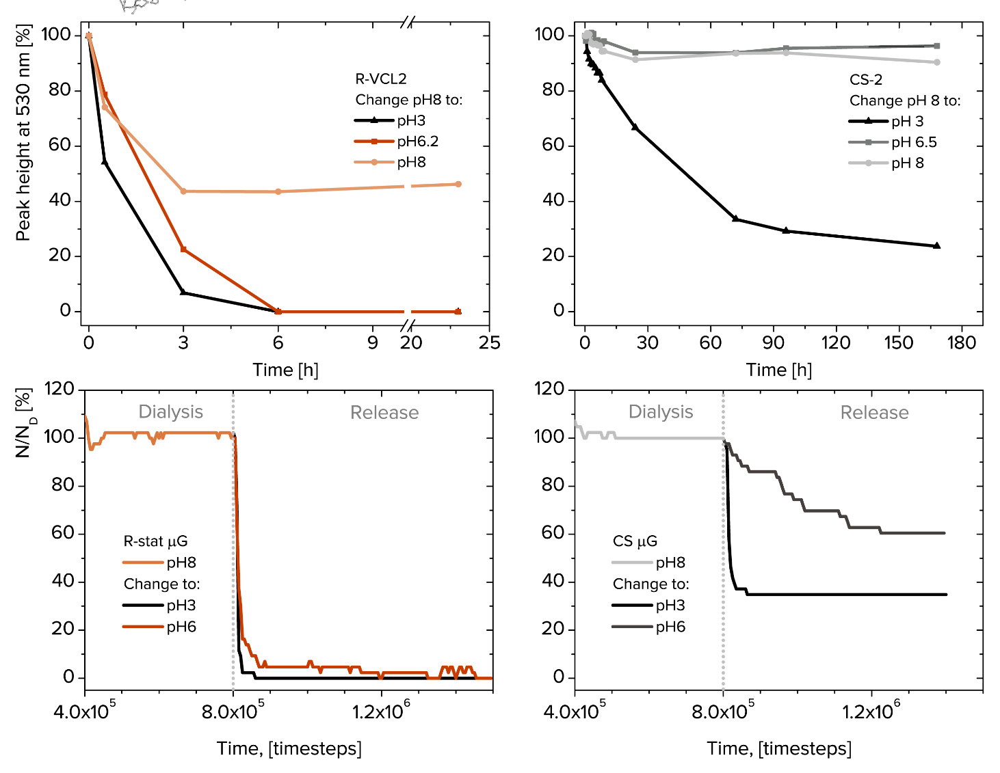 Peak height at 530 nm [%]
100
80
60
40
20
0
R-VCL2
Change pH8 to:
pH3
pH6.2
pH8
0 3 6 9 20 25
Time [h]
100
80
60
40
20
0
CS-2
Change pH 8 to:
pH 3
pH 6.5
pH 8
0 30 60 90 120 150 180
Time [h]
N/N_D [%]
120
100
80
60
40
20
0
Dialysis Release
R-stat µG
pH8
Change to:
pH3
pH6
4.0x10^5 8.0x10^5 1.2x10^6
Time, [timesteps]
120
100
80
60
40
20
0
Dialysis Release
CS µG
pH8
Change to:
pH3
pH6
4.0x10^5 8.0x10^5 1.2x10^6
Time, [timesteps]